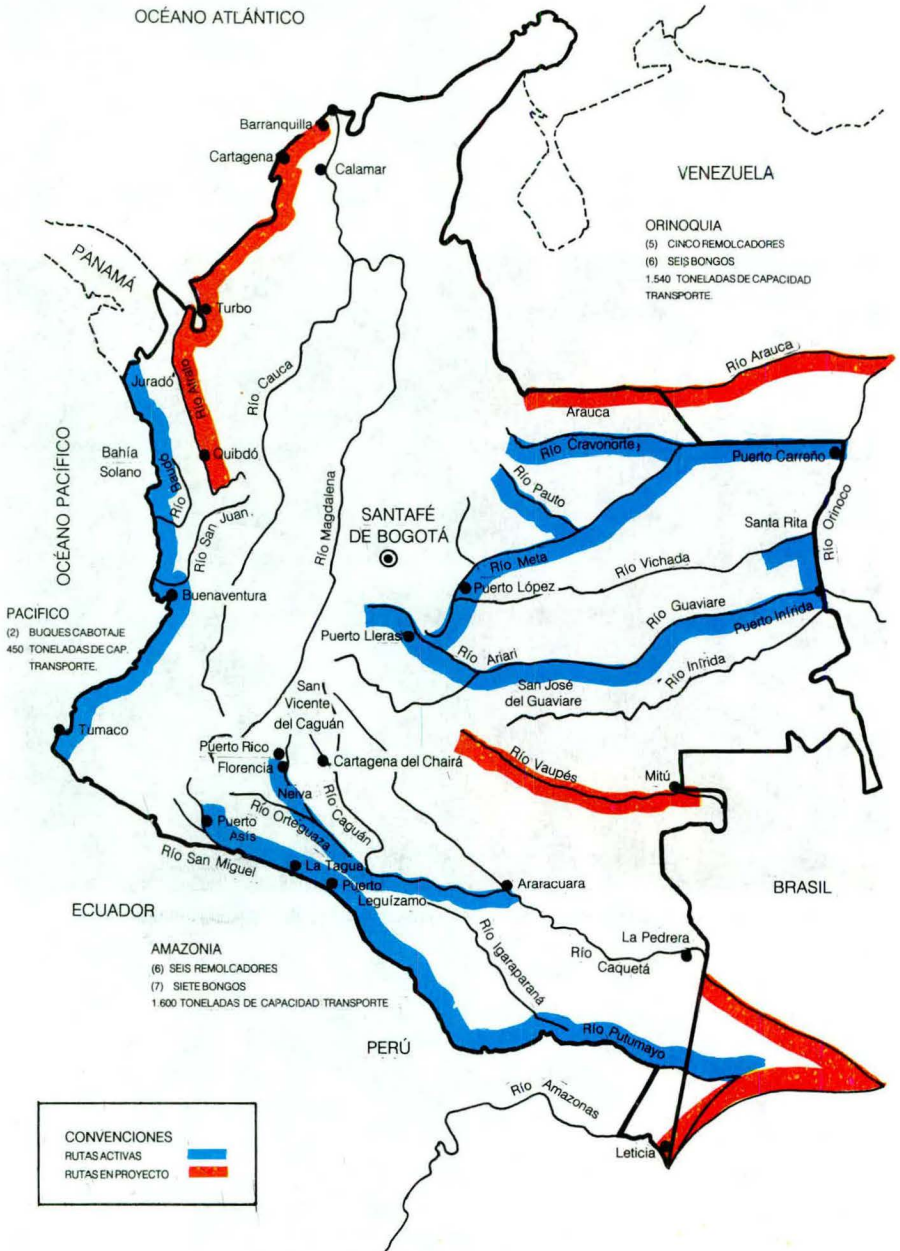 OCÉANO ATLÁNTICO
Barranquilla
Cartagena
Calamar
VENEZUELA
ORINOQUIA
(5) CINCO REMOLCADORES
(6) SEIS BONGOS
1.540 TONELADAS DE CAPACIDAD
TRANSPORTE.
PANAMÁ
Turbo
Río Arauca
Juradó
Río Atrato
Río Cauca
Arauca
OCÉANO PACÍFICO
Bahía
Solano
Río Baudó
Quibdó
Río Cravonorte
Puerto Carreño
Río Pauto
Río San Juan
Río Magdalena
SANTAFÉ
DE BOGOTÁ
Santa Rita
Río Orinoco
Río Meta
Río Vichada
Buenaventura
Puerto López
PACIFICO
(2) BUQUES CABOTAJE
450 TONELADAS DE CAP.
TRANSPORTE.
Río Guaviare
Puerto Inírida
Puerto Lleras
Río Ariari
Río Inírida
San José
del Guaviare
San
Vicente
del Caguán
Tumaco
Puerto Rico
Florencia
Cartagena del Chairá
Río Vaupés
Mitú
Neiva
Río Orteguaza
Río Caguán
Puerto
Asís
Río San Miguel
La Tagua
Puerto
Leguízamo
Araracuara
BRASIL
ECUADOR
La Pedrera
Río
Caquetá
Río Igaraparaná
AMAZONIA
(6) SEIS REMOLCADORES
(7) SIETE BONGOS
1.600 TONELADAS DE CAPACIDAD TRANSPORTE
PERÚ
Río Putumayo
Río Amazonas
Leticia
CONVENCIONES
RUTAS ACTIVAS
RUTAS EN PROYECTO